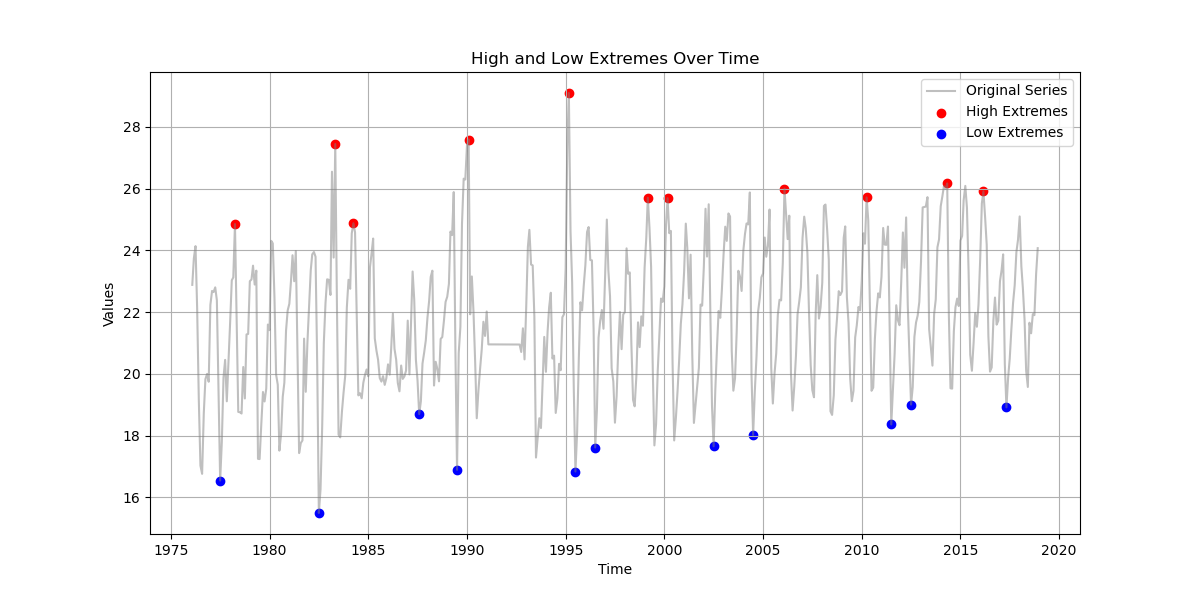 High and Low Extremes Over Time
Original Series
High Extremes
Low Extremes
Values
28
26
24
22
20
18
16
1975 1980 1985 1990 1995 2000 2005 2010 2015 2020
Time